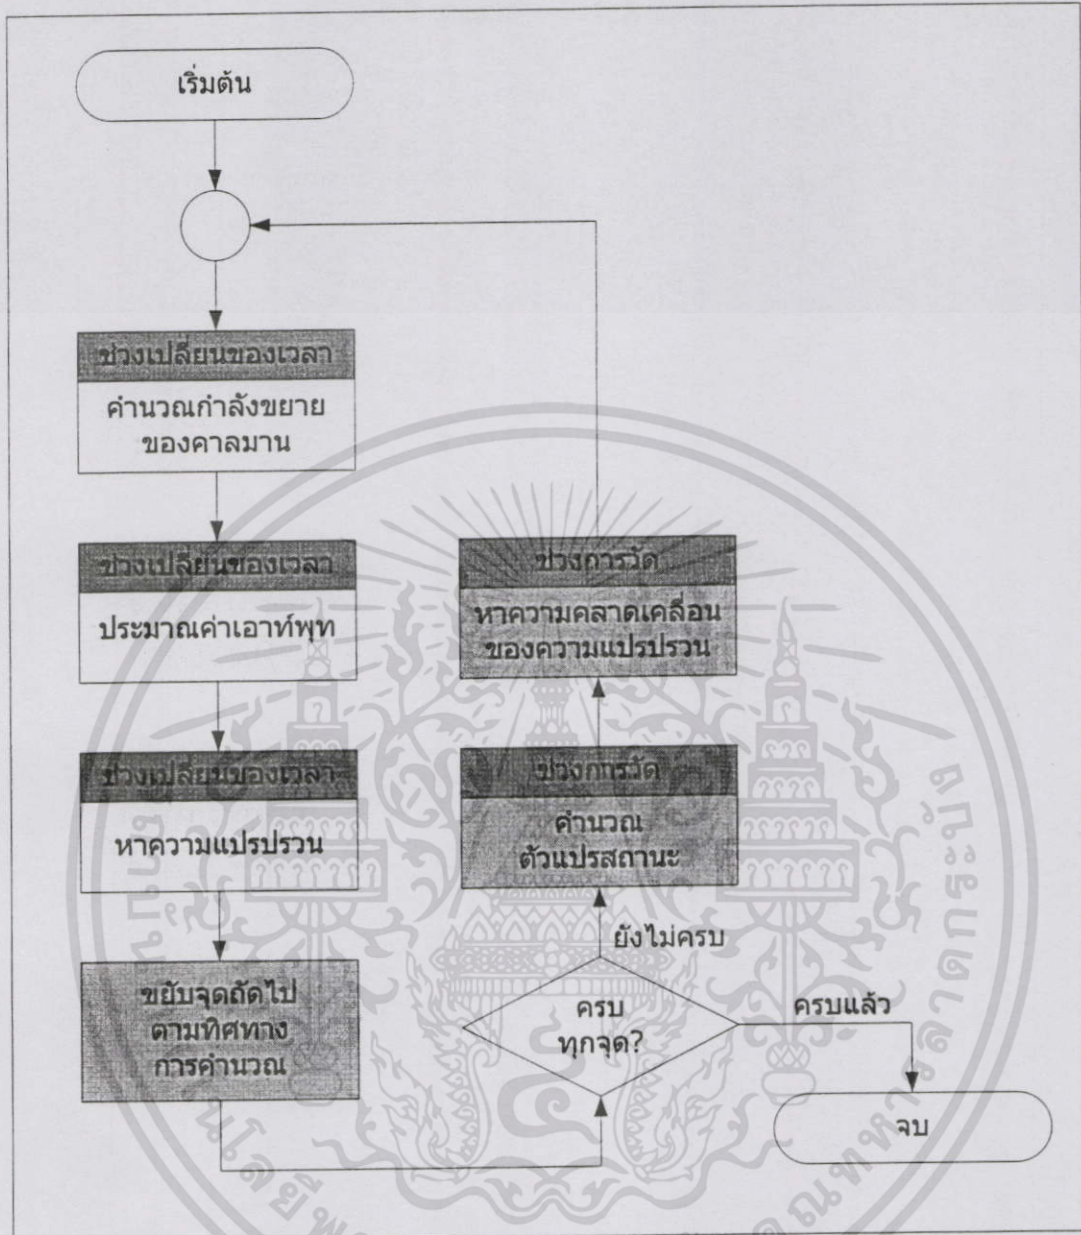 เริ่มต้น
ช่วงเปลี่ยนของเวลา
คำนวณกำลังขยาย
ของคาลมาน
ช่วงเปลี่ยนของเวลา
ประมาณค่าเอาท์พุท
ช่วงเปลี่ยนของเวลา
หาความแปรปรวน
ขยับจุดถัดไป
ตามทิศทาง
การคำนวณ
ครบ
ทุกจุด?
ยังไม่ครบ
ครบแล้ว
ช่วงการวัด
คำนวณ
ตัวแปรสถานะ
ช่วงการวัด
หาความคลาดเคลื่อน
ของความแปรปรวน
จบ